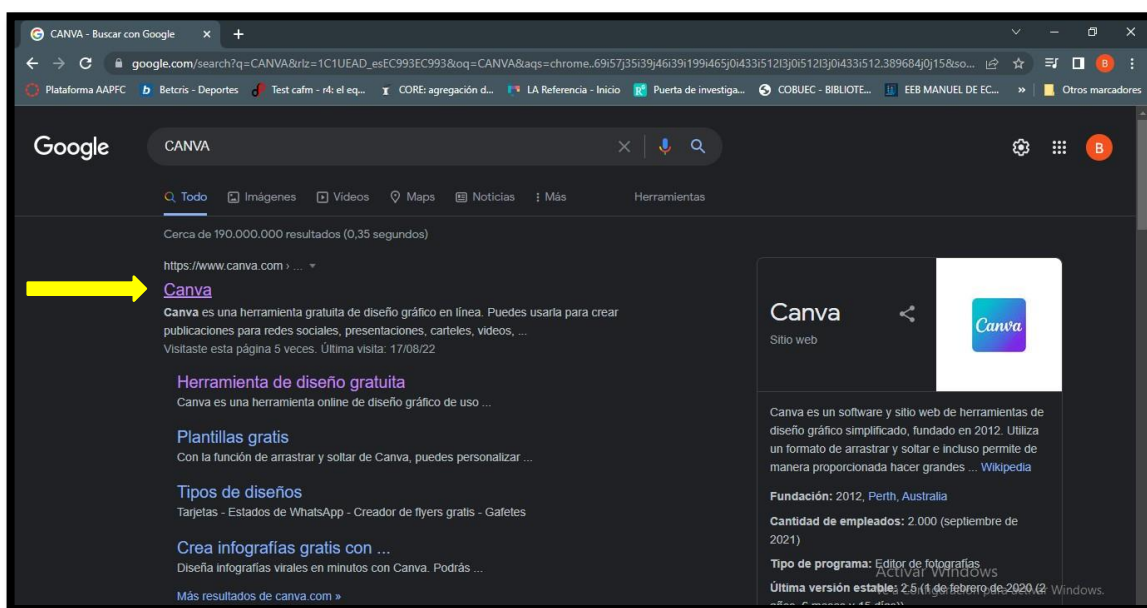 CANVA - Buscar con Google
google.com/search?q=CANVA&rlz=1C1UEAD_esEC993EC993&oq=CANVA&aqs=chrome..69i57j35i39j46i39i199i465j0i433i512l3j0i512l3j0i433i512.389684j0j15&so...
Plataforma AAPFC Betcris - Deportes Test cafm - r4: el eq... CORE: agregación d... LA Referencia - Inicio Puerta de investiga... COBUEC - BIBLIOTE... EEB MANUEL DE EC... » Otros marcadores
Google CANVA B
Todo Imágenes Videos Maps Noticias Más Herramientas
Cerca de 190.000.000 resultados (0,35 segundos)
https://www.canva.com › ...
Canva
Canva es una herramienta gratuita de diseño gráfico en línea. Puedes usarla para crear
publicaciones para redes sociales, presentaciones, carteles, videos, ...
Visitaste esta página 5 veces. Última visita: 17/08/22
Herramienta de diseño gratuita
Canva es una herramienta online de diseño gráfico de uso ...
Plantillas gratis
Con la función de arrastrar y soltar de Canva, puedes personalizar ...
Tipos de diseños
Tarjetas - Estados de WhatsApp - Creador de flyers gratis - Gafetes
Crea infografías gratis con ...
Diseña infografías virales en minutos con Canva. Podrás ...
Más resultados de canva.com »
Canva
Sitio web
Canva
Canva es un software y sitio web de herramientas de
diseño gráfico simplificado, fundado en 2012. Utiliza
un formato de arrastrar y soltar e incluso permite de
manera proporcionada hacer grandes ... Wikipedia
Fundación: 2012, Perth, Australia
Cantidad de empleados: 2.000 (septiembre de
2021)
Tipo de programa: Editor de fotografías
Activar Windows
Última versión estable: 2.5 (1 de febrero de 2020 (2
Windows.